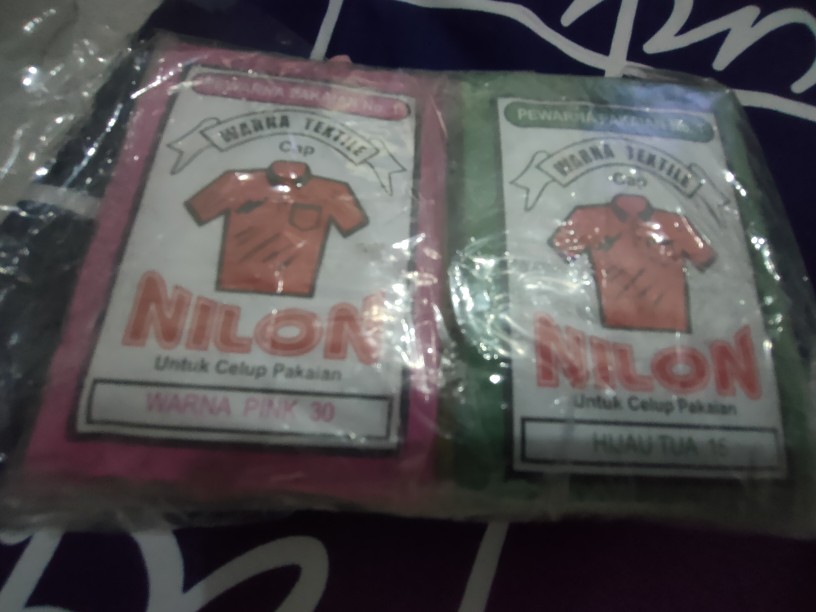 WARNA TEKTILE
Cap
NILON
Untuk Celup Pakaian
WARNA PINK 30
PEWARNA
WARNA TEKTILE
Cap
NILON
Untuk Celup Pakaian
HIJAU TUA